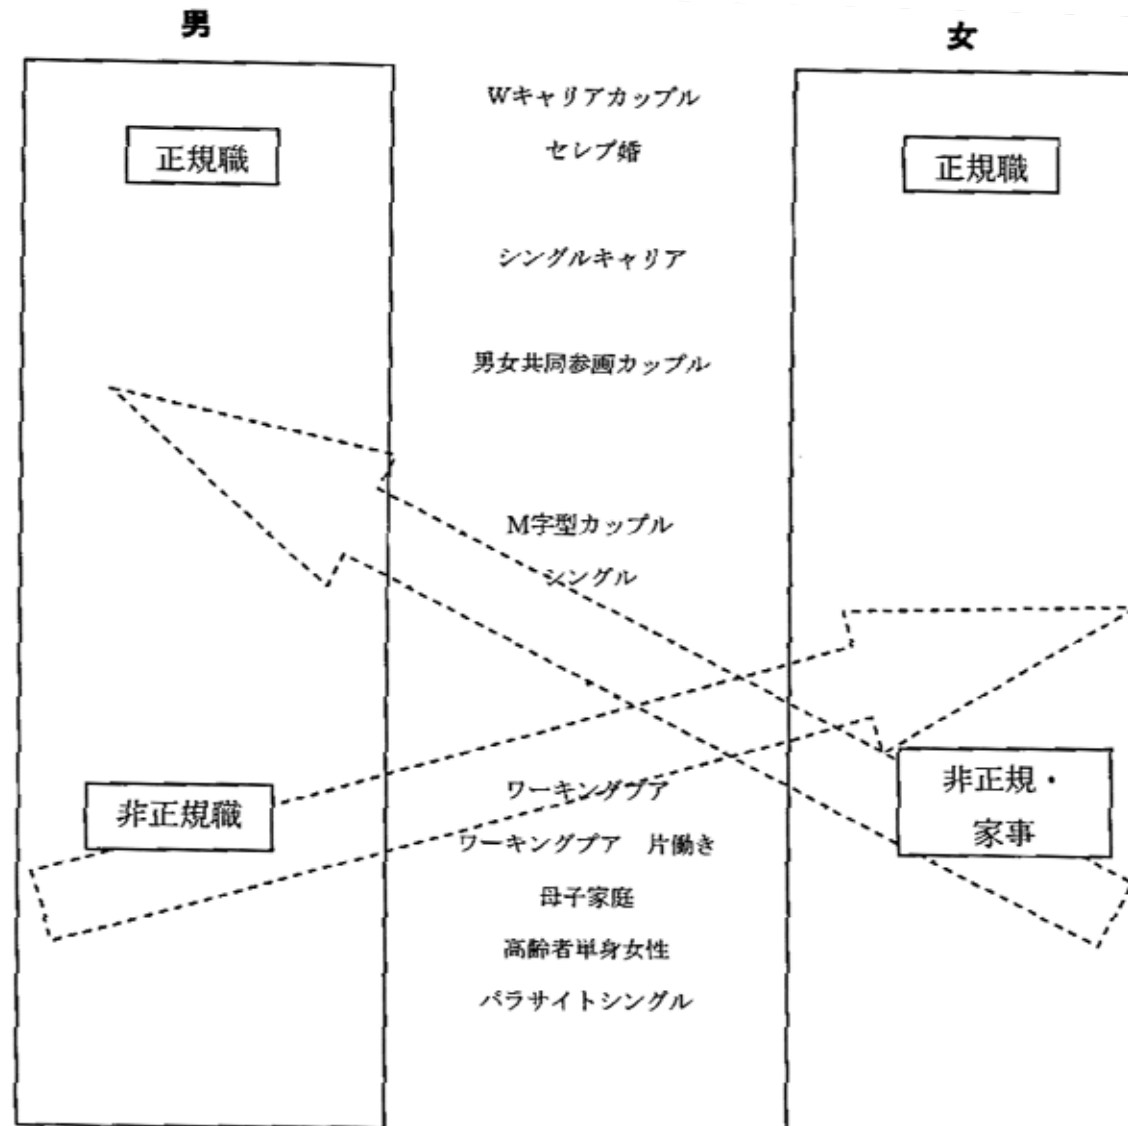 男
女
Wキャリアカップル
正規職
セレブ婚
正規職
シングルキャリア
男女共同参画カップル
M字型カップル
シングル
非正規職
ワーキングプア
非正規・
家事
ワーキングプア 片働き
母子家庭
高齢者単身女性
パラサイトシングル